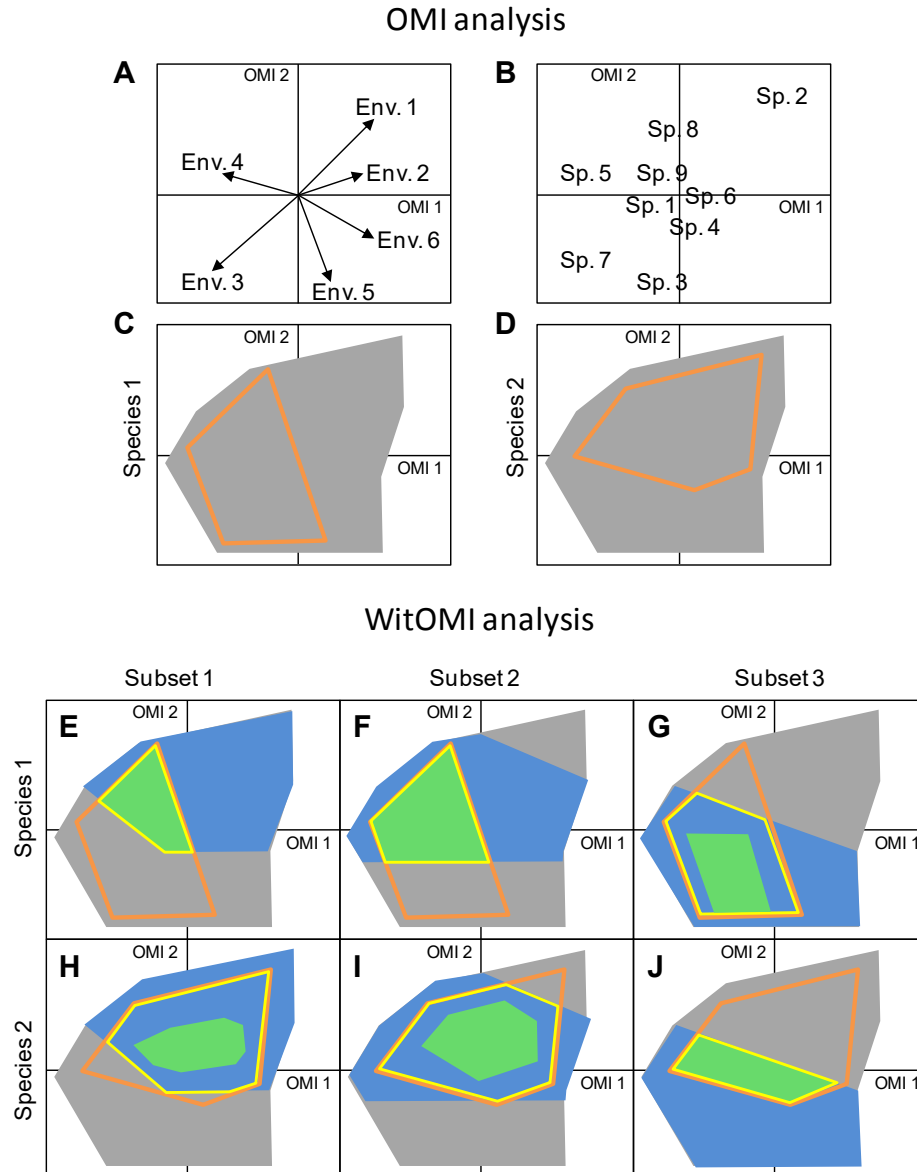 OMI analysis
A
OMI 2
Env. 1
Env. 4
Env. 2
OMI 1
Env. 6
Env. 3
Env. 5
B
OMI 2
Sp. 2
Sp. 8
Sp. 5
Sp. 9
Sp. 6
Sp. 1
OMI 1
Sp. 4
Sp. 7
Sp. 3
C
OMI 2
Species 1
OMI 1
D
OMI 2
Species 2
OMI 1
WitOMI analysis
Subset 1
Subset 2
Subset 3
Species 1
E
OMI 2
OMI 1
F
OMI 2
OMI 1
G
OMI 2
OMI 1
Species 2
H
OMI 2
OMI 1
I
OMI 2
OMI 1
J
OMI 2
OMI 1